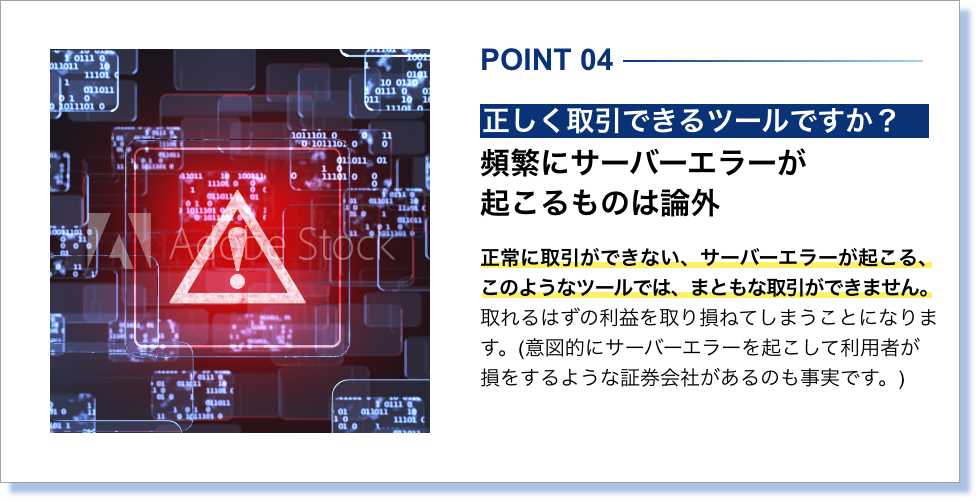 POINT 04
正しく取引できるツールですか？
頻繁にサーバーエラーが
起こるものは論外
正常に取引ができない、サーバーエラーが起こる、
このようなツールでは、まともな取引ができません。
取れるはずの利益を取り損ねてしまうことになりま
す。(意図的にサーバーエラーを起こして利用者が
損をするような証券会社があるのも事実です。)
Adobe Stock